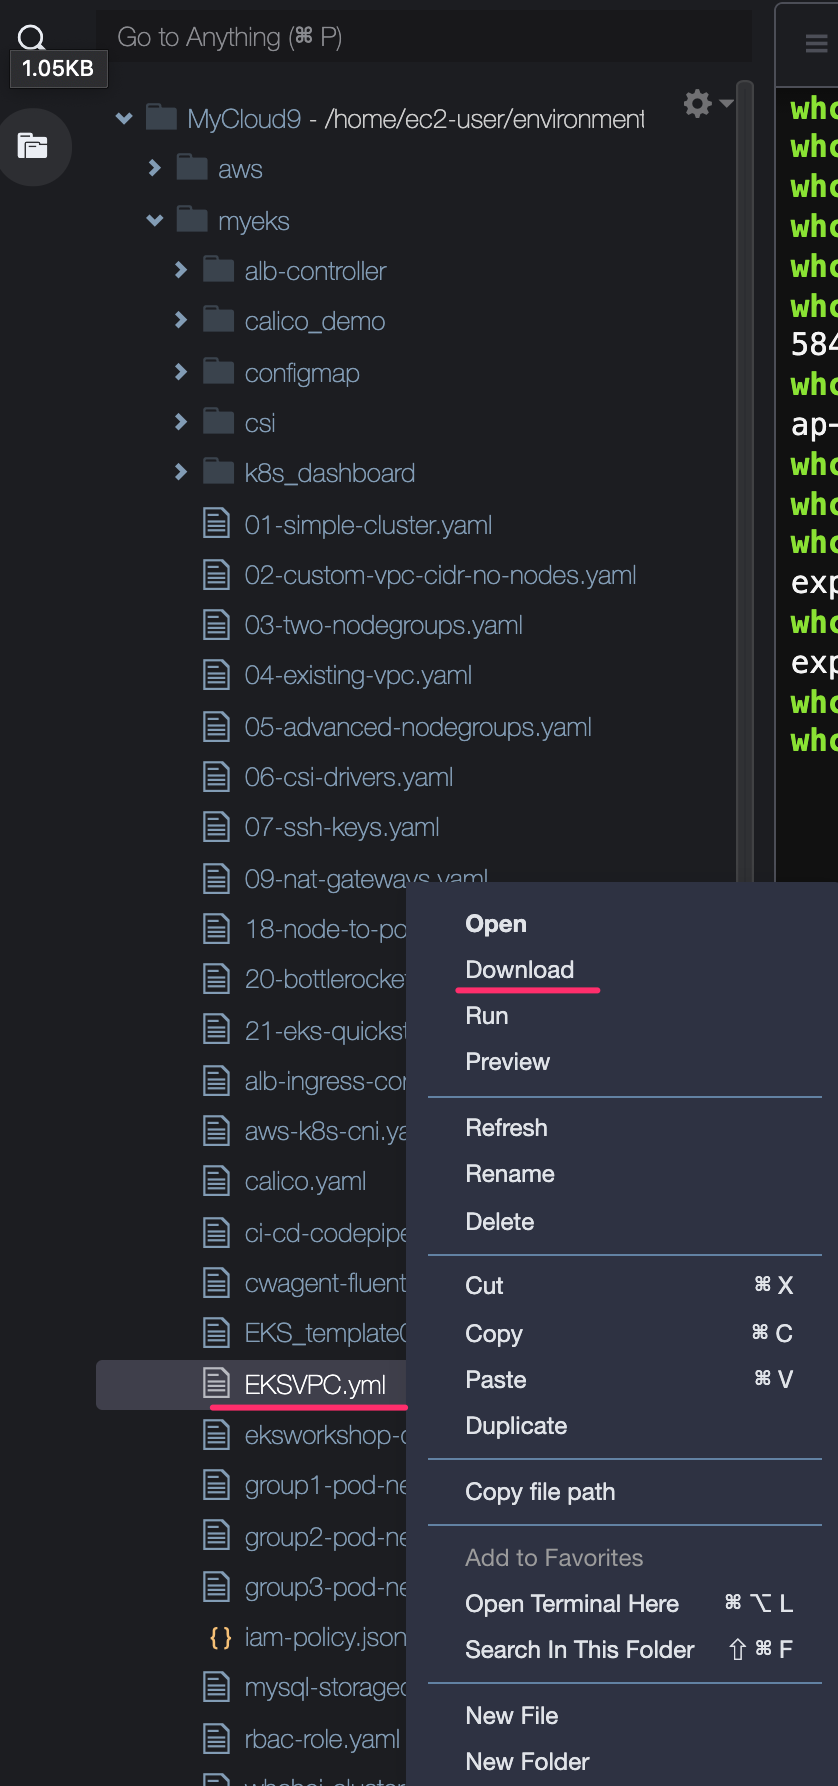 Go to Anything (⌘ P)
1.05KB
MyCloud9 - /home/ec2-user/environment
aws
myeks
alb-controller
calico_demo
configmap
csi
k8s_dashboard
01-simple-cluster.yaml
02-custom-vpc-cidr-no-nodes.yaml
03-two-nodegroups.yaml
04-existing-vpc.yaml
05-advanced-nodegroups.yaml
06-csi-drivers.yaml
07-ssh-keys.yaml
09-nat-gateways.yaml
18-node-to-po
20-bottlerocke
21-eks-quickst
alb-ingress-cor
aws-k8s-cni.ya
calico.yaml
ci-cd-codepipe
cwagent-fluent
EKS_template
EKSVPC.yml
eksworkshop-c
group1-pod-ne
group2-pod-ne
group3-pod-ne
iam-policy.json
mysql-storagec
rbac-role.yaml
Open
Download
Run
Preview
Refresh
Rename
Delete
Cut ⌘ X
Copy ⌘ C
Paste ⌘ V
Duplicate
Copy file path
Add to Favorites
Open Terminal Here ⌘ ⌥ L
Search In This Folder ⇧ ⌘ F
New File
New Folder
who
who
who
who
who
who
584
who
ap-
who
who
who
exp
who
exp
who
who